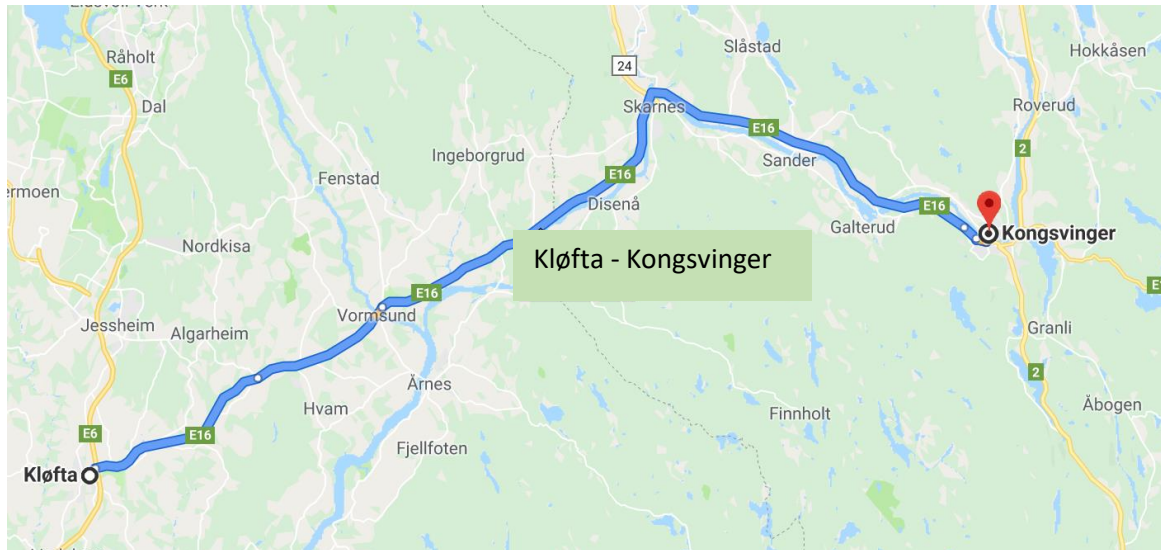 Råholt
E6
Dal
Slåstad
Hokkåsen
24
Skarnes
Roverud
E16
2
Ingeborgrud
Sander
Fenstad
E16
Disenå
E16
Galterud
Kongsvinger
Nordkisa
Kløfta - Kongsvinger
E16
Vormsund
Jessheim
Algarheim
Granli
2
Årnes
Hvam
Finnholt
Åbogen
E6
E16
Fjellfoten
Kløfta